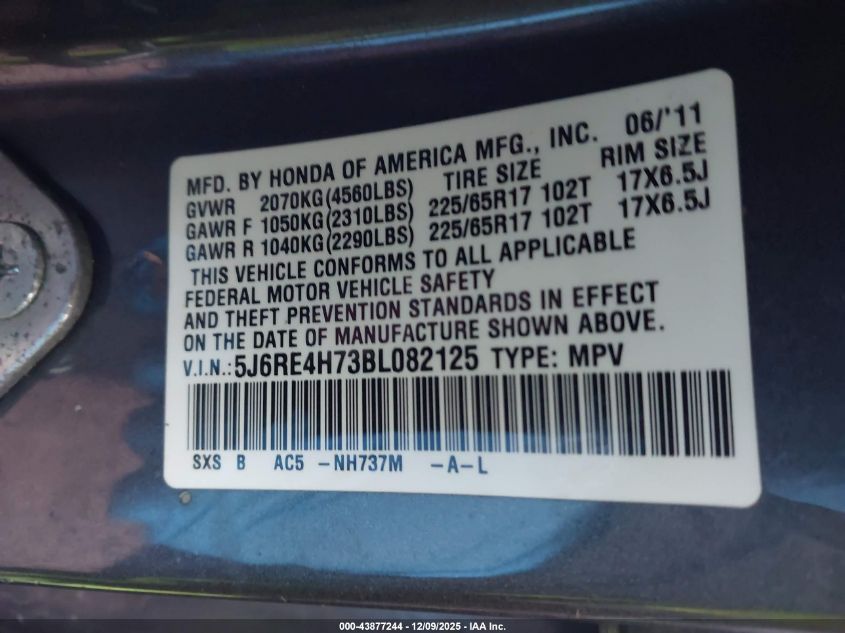 MFD. BY HONDA OF AMERICA MFG., INC. 06/'11
GVWR 2070KG(4560LBS) TIRE SIZE RIM SIZE
GAWR F 1050KG(2310LBS) 225/65R17 102T 17X6.5J
GAWR R 1040KG(2290LBS) 225/65R17 102T 17X6.5J
THIS VEHICLE CONFORMS TO ALL APPLICABLE
FEDERAL MOTOR VEHICLE SAFETY
AND THEFT PREVENTION STANDARDS IN EFFECT
ON THE DATE OF MANUFACTURE SHOWN ABOVE.
V.I.N.:5J6RE4H73BL082125 TYPE: MPV
SXS B AC5 -NH737M -A-L
000-43877244 - 12/09/2025 - IAA Inc.